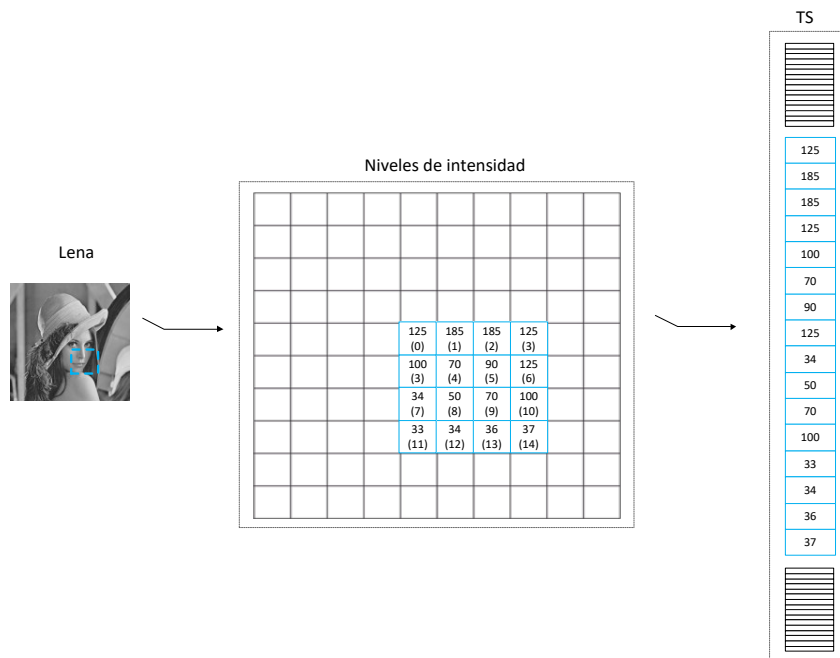 TS
Niveles de intensidad
Lena
125 185 185 125
(0) (1) (2) (3)
100 70 90 125
(3) (4) (5) (6)
34 50 70 100
(7) (8) (9) (10)
33 34 36 37
(11) (12) (13) (14)
125
185
185
125
100
70
90
125
34
50
70
100
33
34
36
37